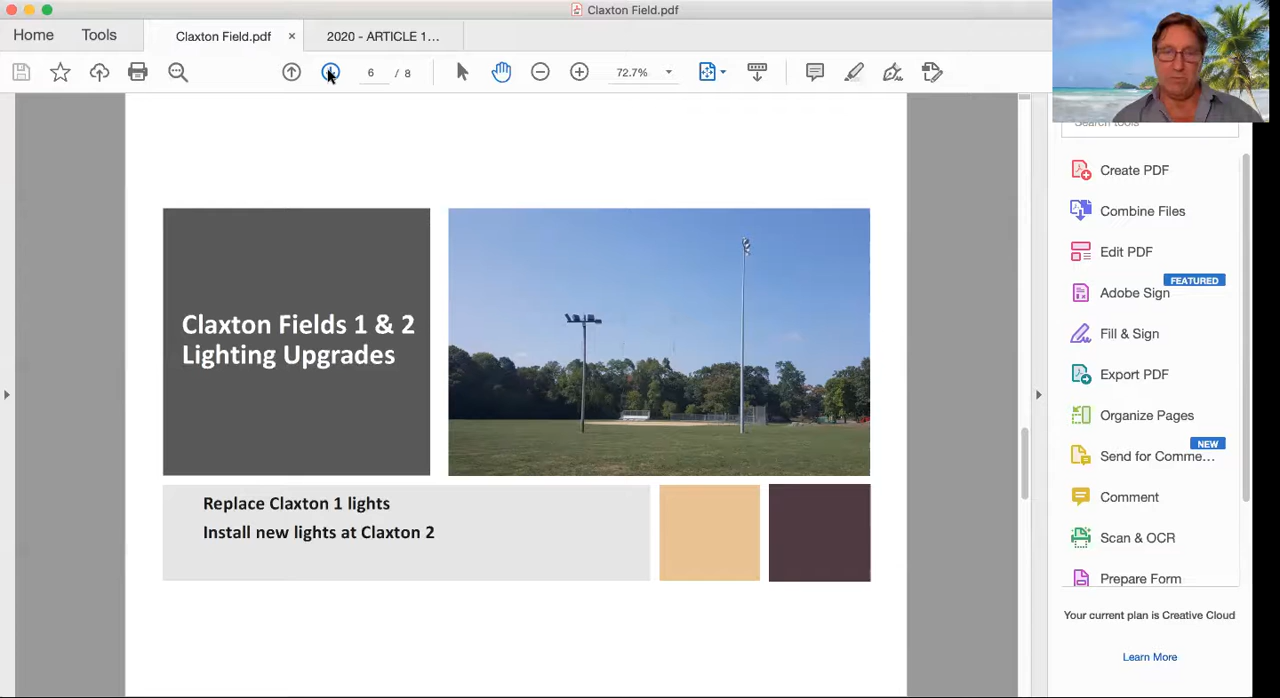 Claxton Field.pdf
Home
Tools
Claxton Field.pdf ×
2020 - ARTICLE 1...
6 / 8
72.7%
Claxton Fields 1 & 2
Lighting Upgrades
Replace Claxton 1 lights
Install new lights at Claxton 2
Search tools
Create PDF
Combine Files
Edit PDF
FEATURED
Adobe Sign
Fill & Sign
Export PDF
Organize Pages
NEW
Send for Comme...
Comment
Scan & OCR
Prepare Form
Your current plan is Creative Cloud
Learn More